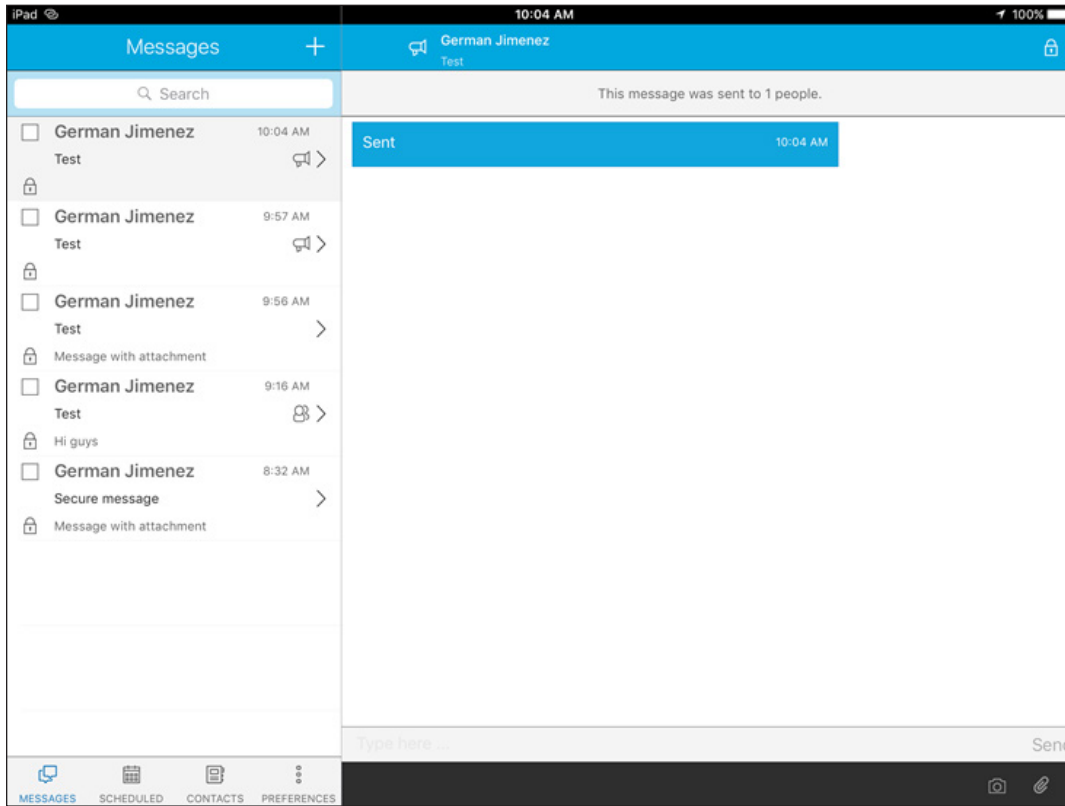 iPad 10:04 AM 100%
Messages +
Search
German Jimenez 10:04 AM
Test
German Jimenez 9:57 AM
Test
German Jimenez 9:56 AM
Test
Message with attachment
German Jimenez 9:16 AM
Test
Hi guys
German Jimenez 8:32 AM
Secure message
Message with attachment
MESSAGES SCHEDULED CONTACTS PREFERENCES
German Jimenez
Test
This message was sent to 1 people.
Sent 10:04 AM
Type here ... Send